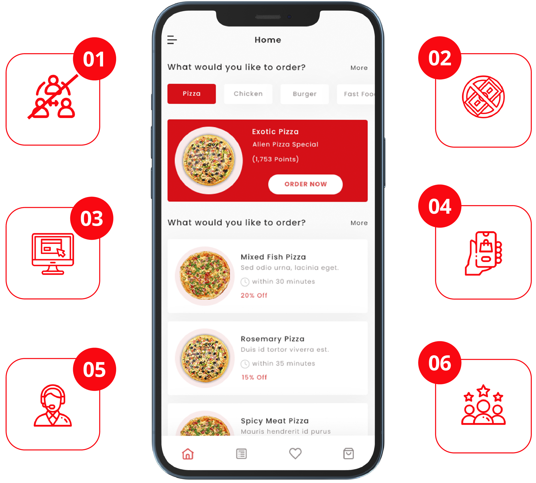 01
02
03
04
05
06
Home
What would you like to order?
More
Pizza
Chicken
Burger
Fast Foo
Exotic Pizza
Alien Pizza Special
(1,753 Points)
ORDER NOW
What would you like to order?
More
Mixed Fish Pizza
Sed odio urna, lacinia eget.
within 30 minutes
20% Off
Rosemary Pizza
Duis id tortor viverra est.
within 35 minutes
15% Off
Spicy Meat Pizza
Mauris hendrerit id purus